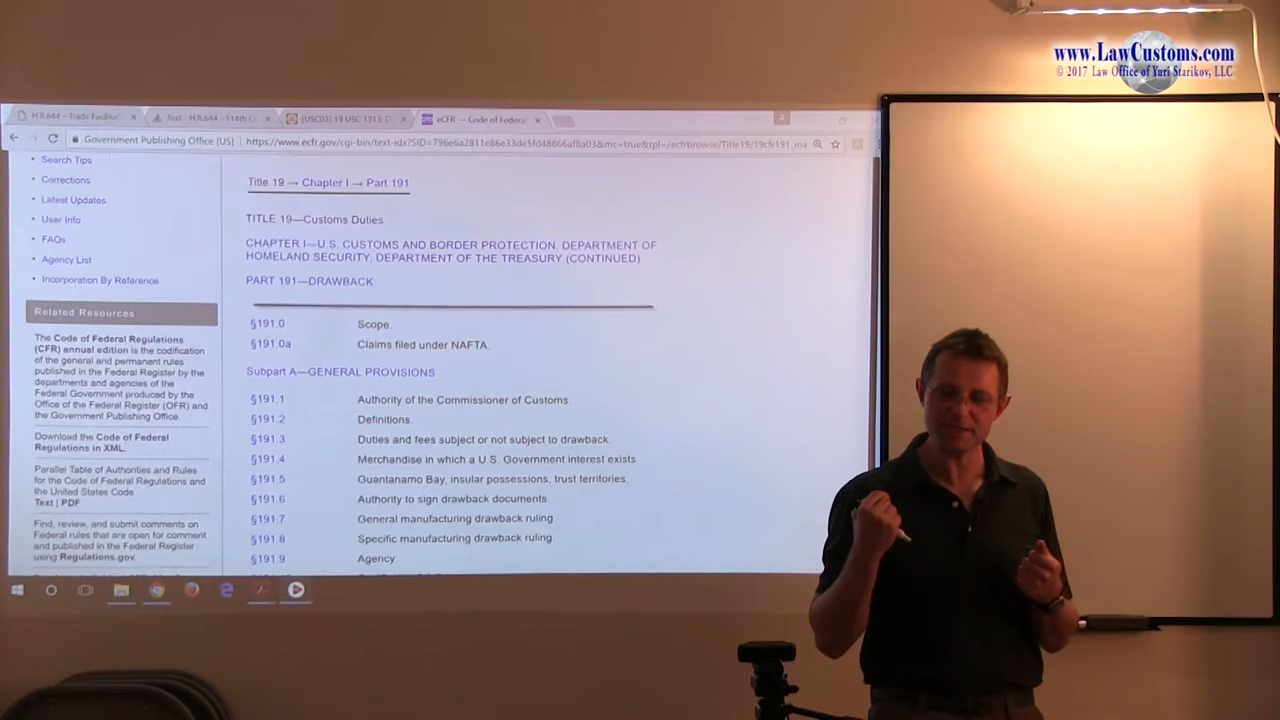 www.LawCustoms.com
© 2017 Law Office of Yuri Starikov, LLC
H.R.644 – Trade Facilitat
Text - H.R.644 - 114th C
[USC03] 19 USC 1313: D
eCFR — Code of Federa
Government Publishing Office [US]
https://www.ecfr.gov/cgi-bin/text-idx?SID=796e6a2811e86e33de5fd48866af8a03&mc=true&tpl=/ecfrbrowse/Title19/19cfr191_ma
Search Tips
Corrections
Latest Updates
User Info
FAQs
Agency List
Incorporation By Reference
Related Resources
The Code of Federal Regulations
(CFR) annual edition is the codification
of the general and permanent rules
published in the Federal Register by the
departments and agencies of the
Federal Government produced by the
Office of the Federal Register (OFR) and
the Government Publishing Office.
Download the Code of Federal
Regulations in XML.
Parallel Table of Authorities and Rules
for the Code of Federal Regulations and
the United States Code
Text | PDF
Find, review, and submit comments on
Federal rules that are open for comment
and published in the Federal Register
using Regulations.gov.
Title 19 → Chapter I → Part 191
TITLE 19—Customs Duties
CHAPTER I—U.S. CUSTOMS AND BORDER PROTECTION, DEPARTMENT OF
HOMELAND SECURITY, DEPARTMENT OF THE TREASURY (CONTINUED)
PART 191—DRAWBACK
§191.0 Scope.
§191.0a Claims filed under NAFTA.
Subpart A—GENERAL PROVISIONS
§191.1 Authority of the Commissioner of Customs.
§191.2 Definitions.
§191.3 Duties and fees subject or not subject to drawback.
§191.4 Merchandise in which a U.S. Government interest exists.
§191.5 Guantanamo Bay, insular possessions, trust territories.
§191.6 Authority to sign drawback documents.
§191.7 General manufacturing drawback ruling.
§191.8 Specific manufacturing drawback ruling.
§191.9 Agency.